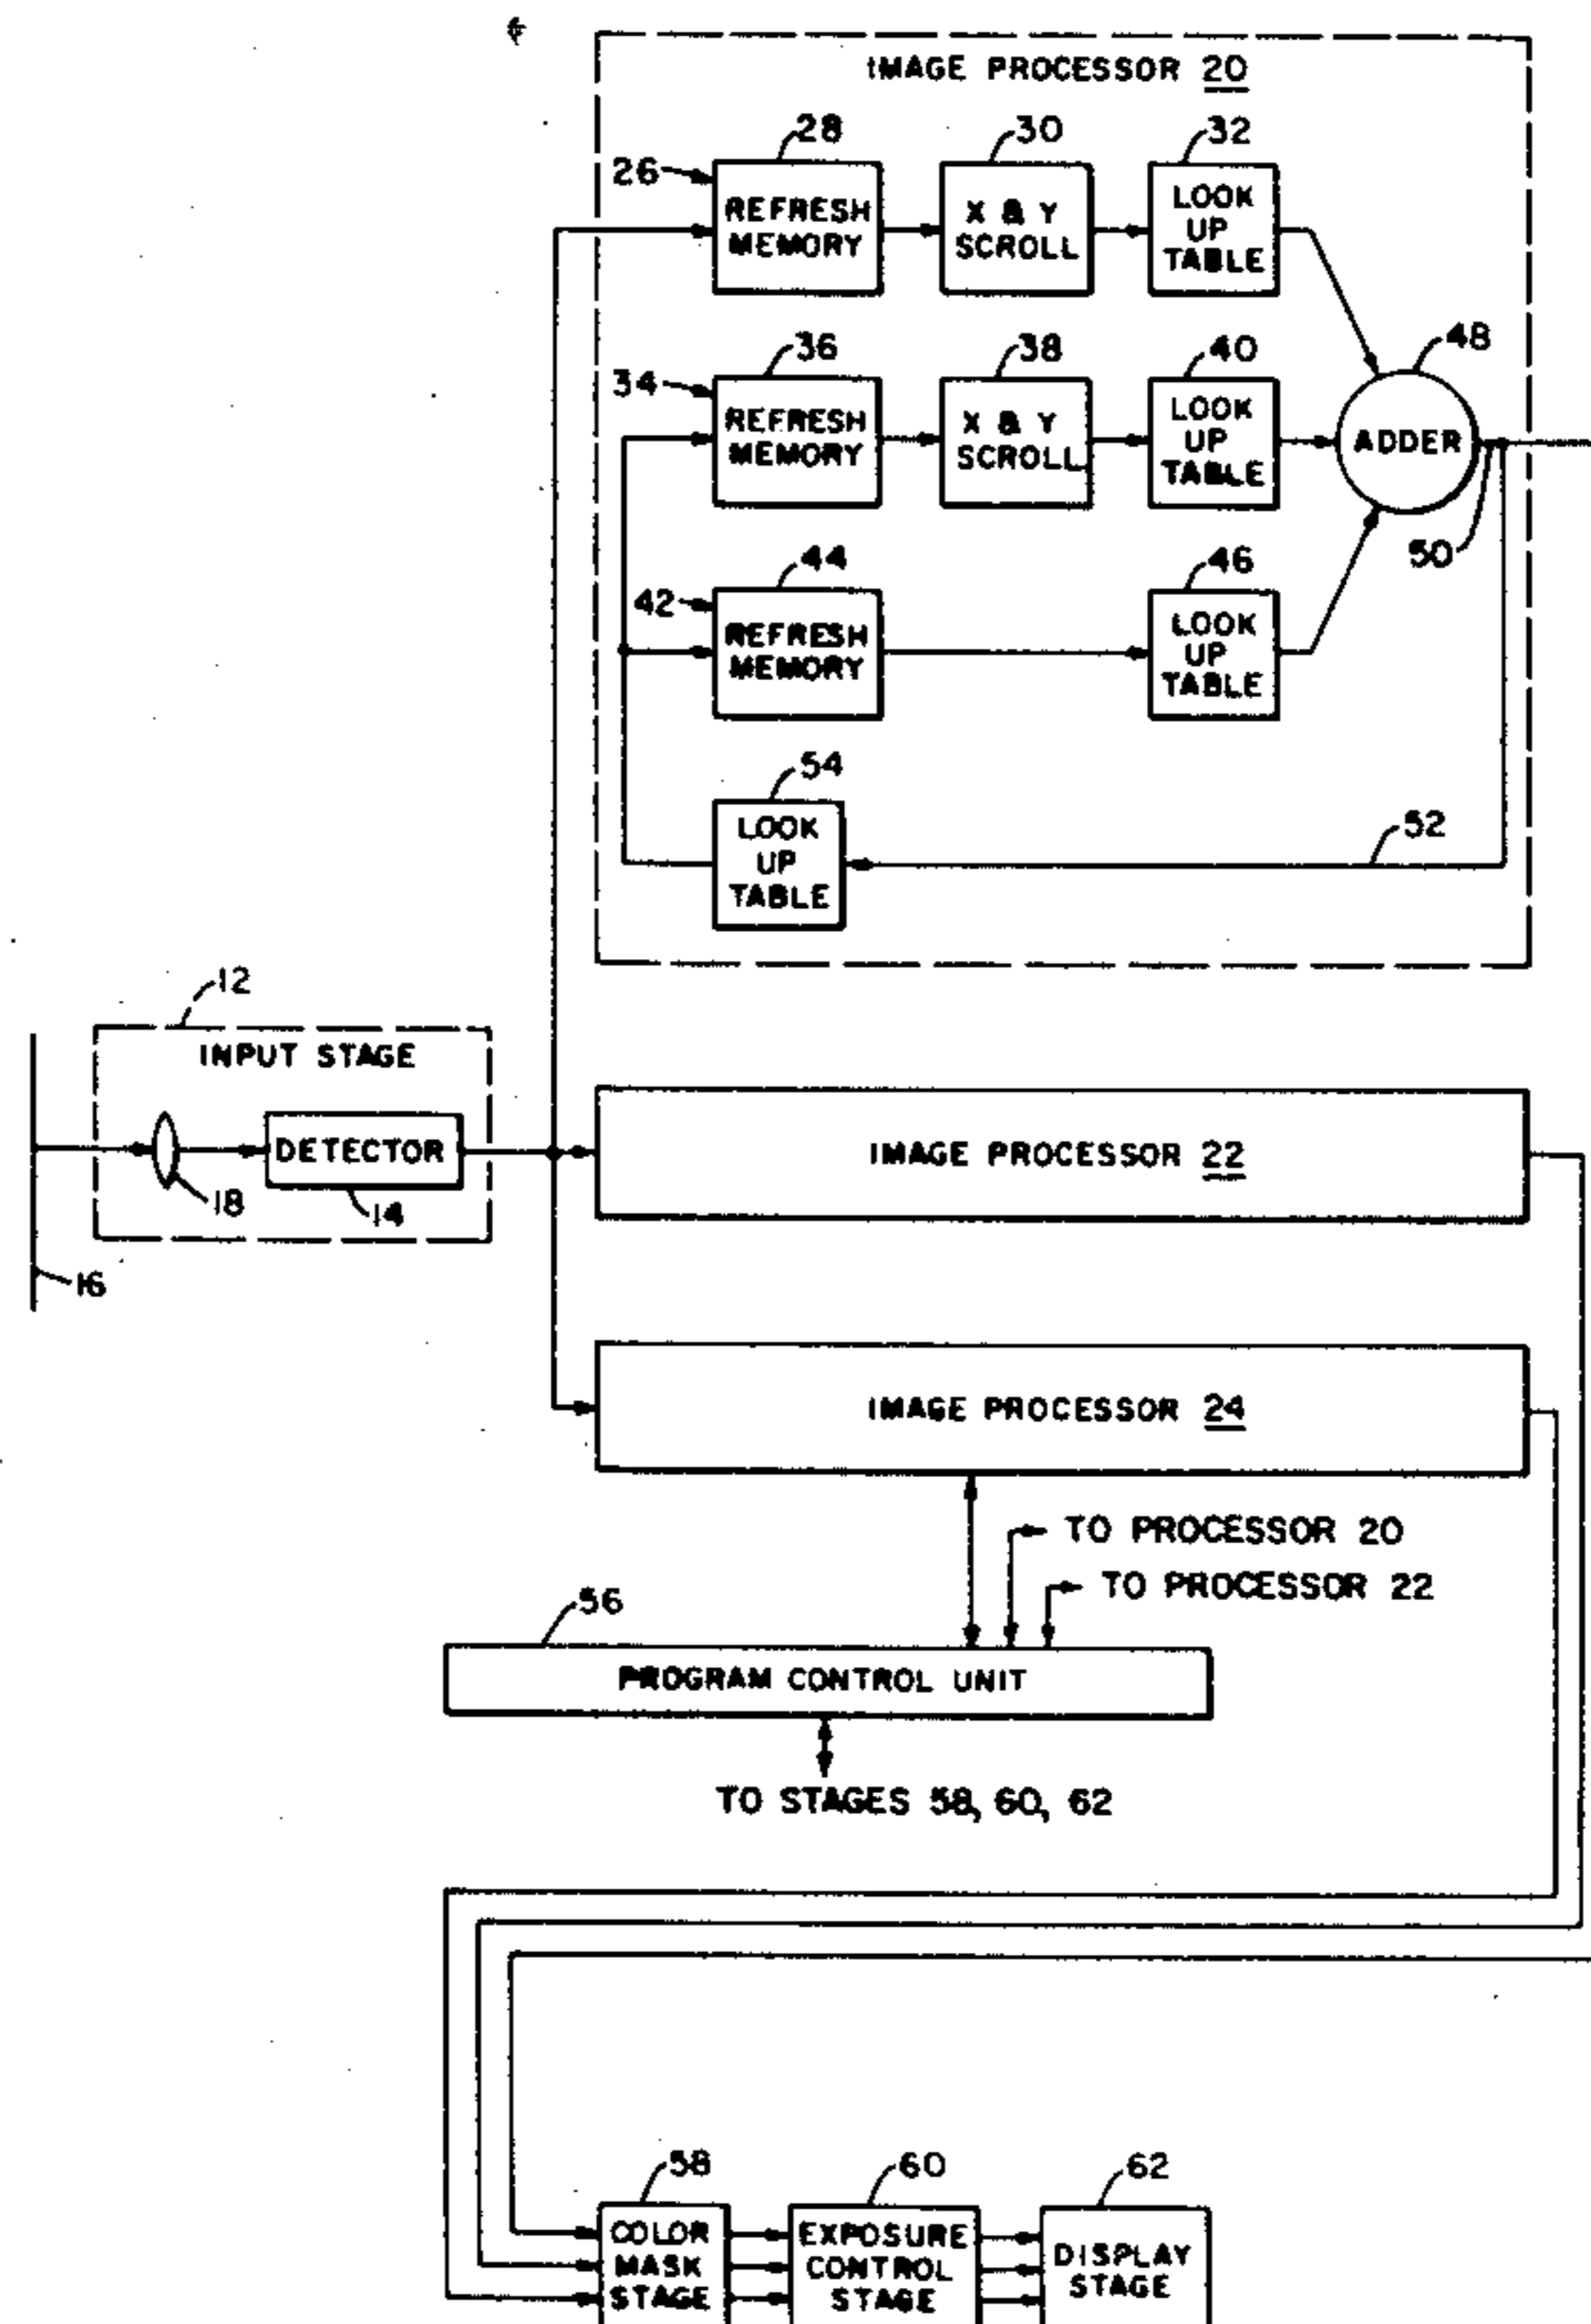 IMAGE PROCESSOR 20
28
30
32
26
REFRESH
MEMORY
X & Y
SCROLL
LOOK
UP
TABLE
36
38
40
48
34
REFRESH
MEMORY
X & Y
SCROLL
LOOK
UP
TABLE
ADDER
50
44
46
42
REFRESH
MEMORY
LOOK
UP
TABLE
54
52
LOOK
UP
TABLE
12
INPUT STAGE
DETECTOR
18
14
16
IMAGE PROCESSOR 22
IMAGE PROCESSOR 24
TO PROCESSOR 20
TO PROCESSOR 22
56
PROGRAM CONTROL UNIT
TO STAGES 58, 60, 62
58
60
62
COLOR
MASK
STAGE
EXPOSURE
CONTROL
STAGE
DISPLAY
STAGE